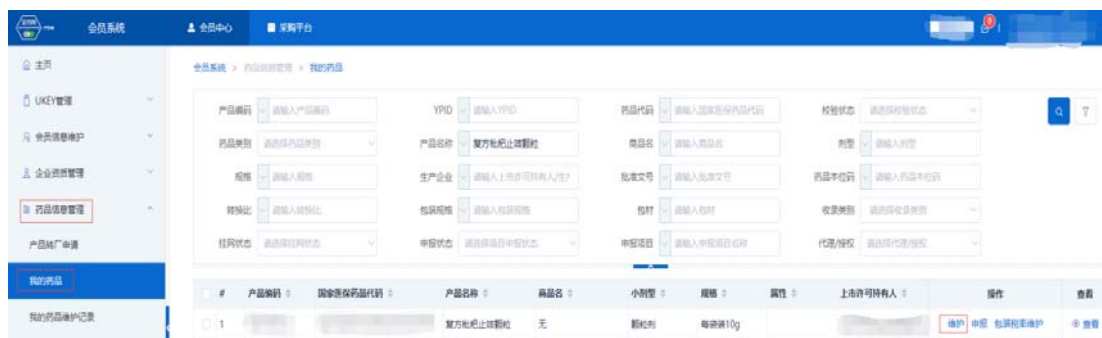 会员系统 会员中心 采购平台
主页 会员系统 > 药品信息管理 > 我的药品
UKEY管理
产品编码 请输入产品编码 YPID 请输入YPID 药品代码 请输入国家医保药品代码 校验状态 请选择校验状态
会员信息维护
药品类别 请选择药品类别 产品名称 复方枇杷止咳颗粒 商品名 请输入商品名 剂型 请输入剂型
企业资质管理
规格 请输入规格 生产企业 请输入上市许可持有人/生产 批准文号 请输入批准文号 药品本位码 请输入药品本位码
药品信息管理
转换比 请输入转换比 包装规格 请输入包装规格 包材 请输入包材 收录类别 请选择收录类别
产品转厂申请
挂网状态 请选择挂网状态 申报状态 请选择项目申报状态 申报项目 请输入申报项目名称 代理/授权 请选择代理/授权
我的药品
# 产品编码 国家医保药品代码 产品名称 商品名 小剂型 规格 属性 上市许可持有人 操作 查看
我的药品维护记录
1 复方枇杷止咳颗粒 无 颗粒剂 每袋装10g 维护 申报 包装税率维护 查看